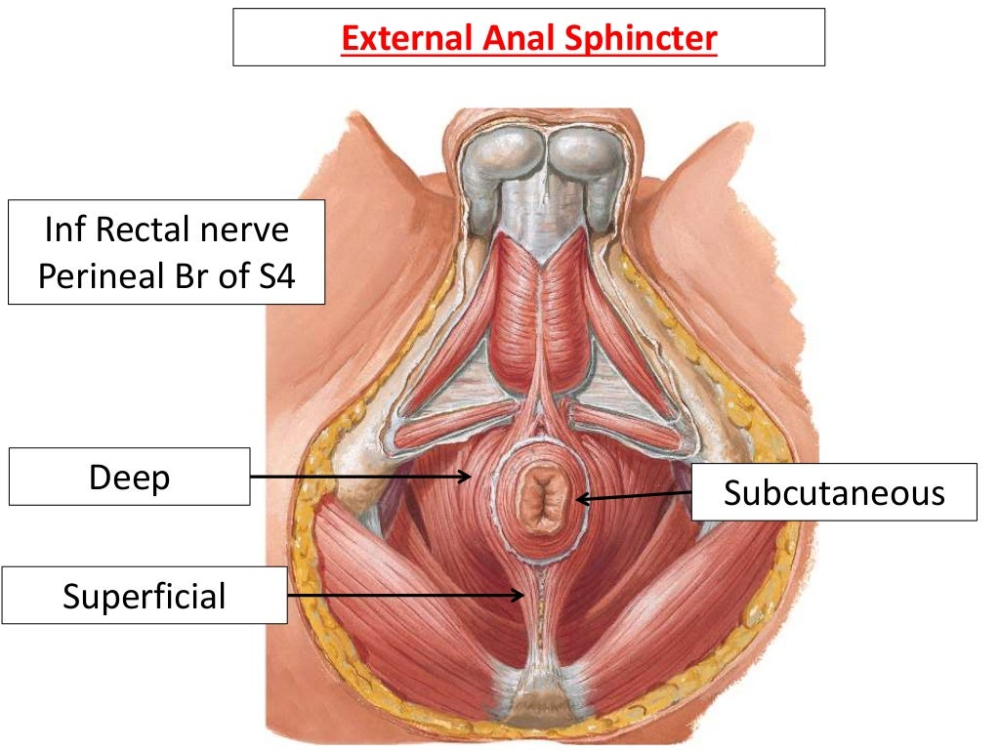 External Anal Sphincter
Inf Rectal nerve
Perineal Br of S4
Deep
Subcutaneous
Superficial